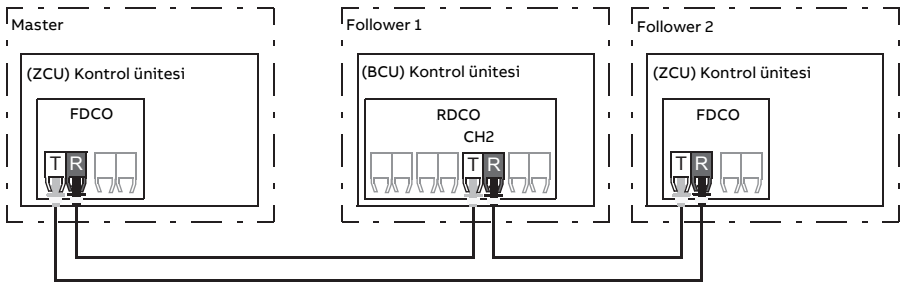 Master
(ZCU) Kontrol ünitesi
FDCO
T R
Follower 1
(BCU) Kontrol ünitesi
RDCO
CH2
T R
Follower 2
(ZCU) Kontrol ünitesi
FDCO
T R